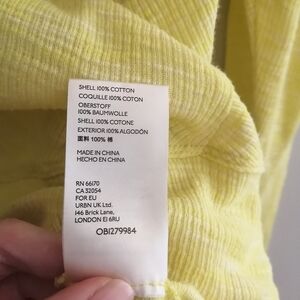 SHELL 100% COTTON
COQUILLE 100% COTON
OBERSTOFF
100% BAUMWOLLE
SHELL 100% COTONE
EXTERIOR 100% ALGODÓN
面料 100% 棉
MADE IN CHINA
HECHO EN CHINA
RN 66170
CA 32054
FOR EU
URBN UK Ltd.
146 Brick Lane,
LONDON E1 6RU
OB1279984